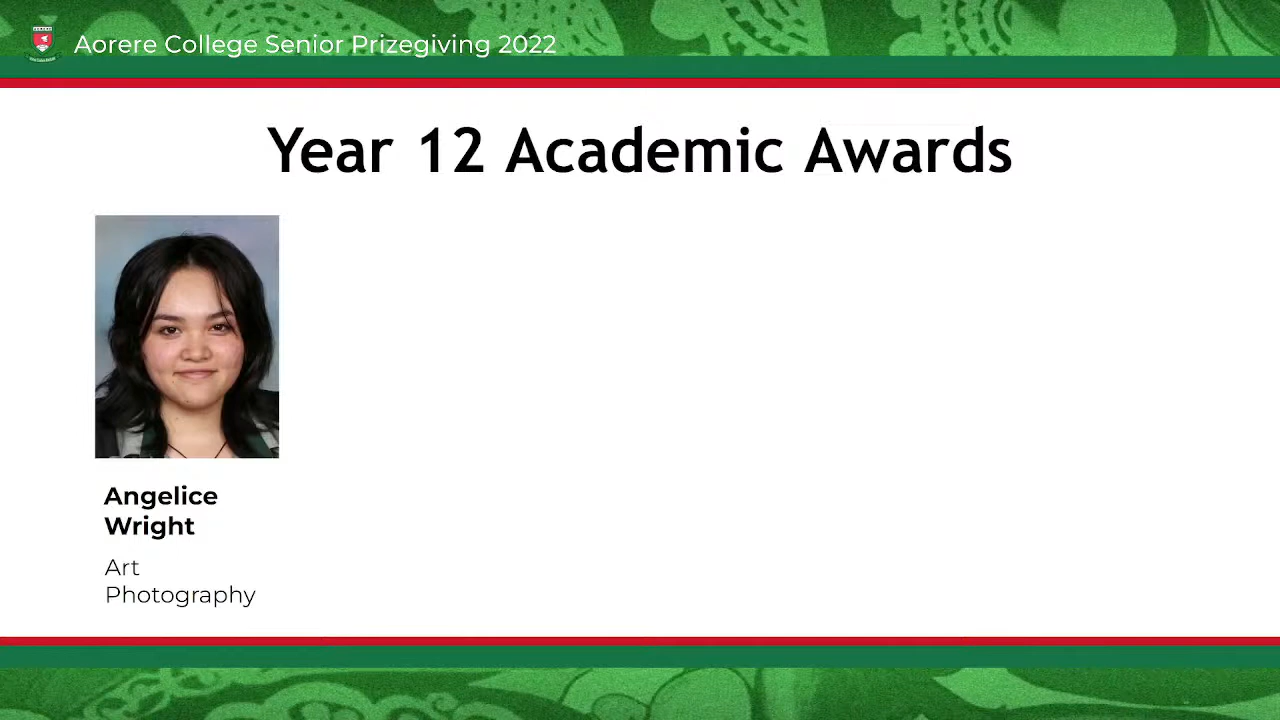 Aorere College Senior Prizegiving 2022
Year 12 Academic Awards
Angelice
Wright
Art
Photography